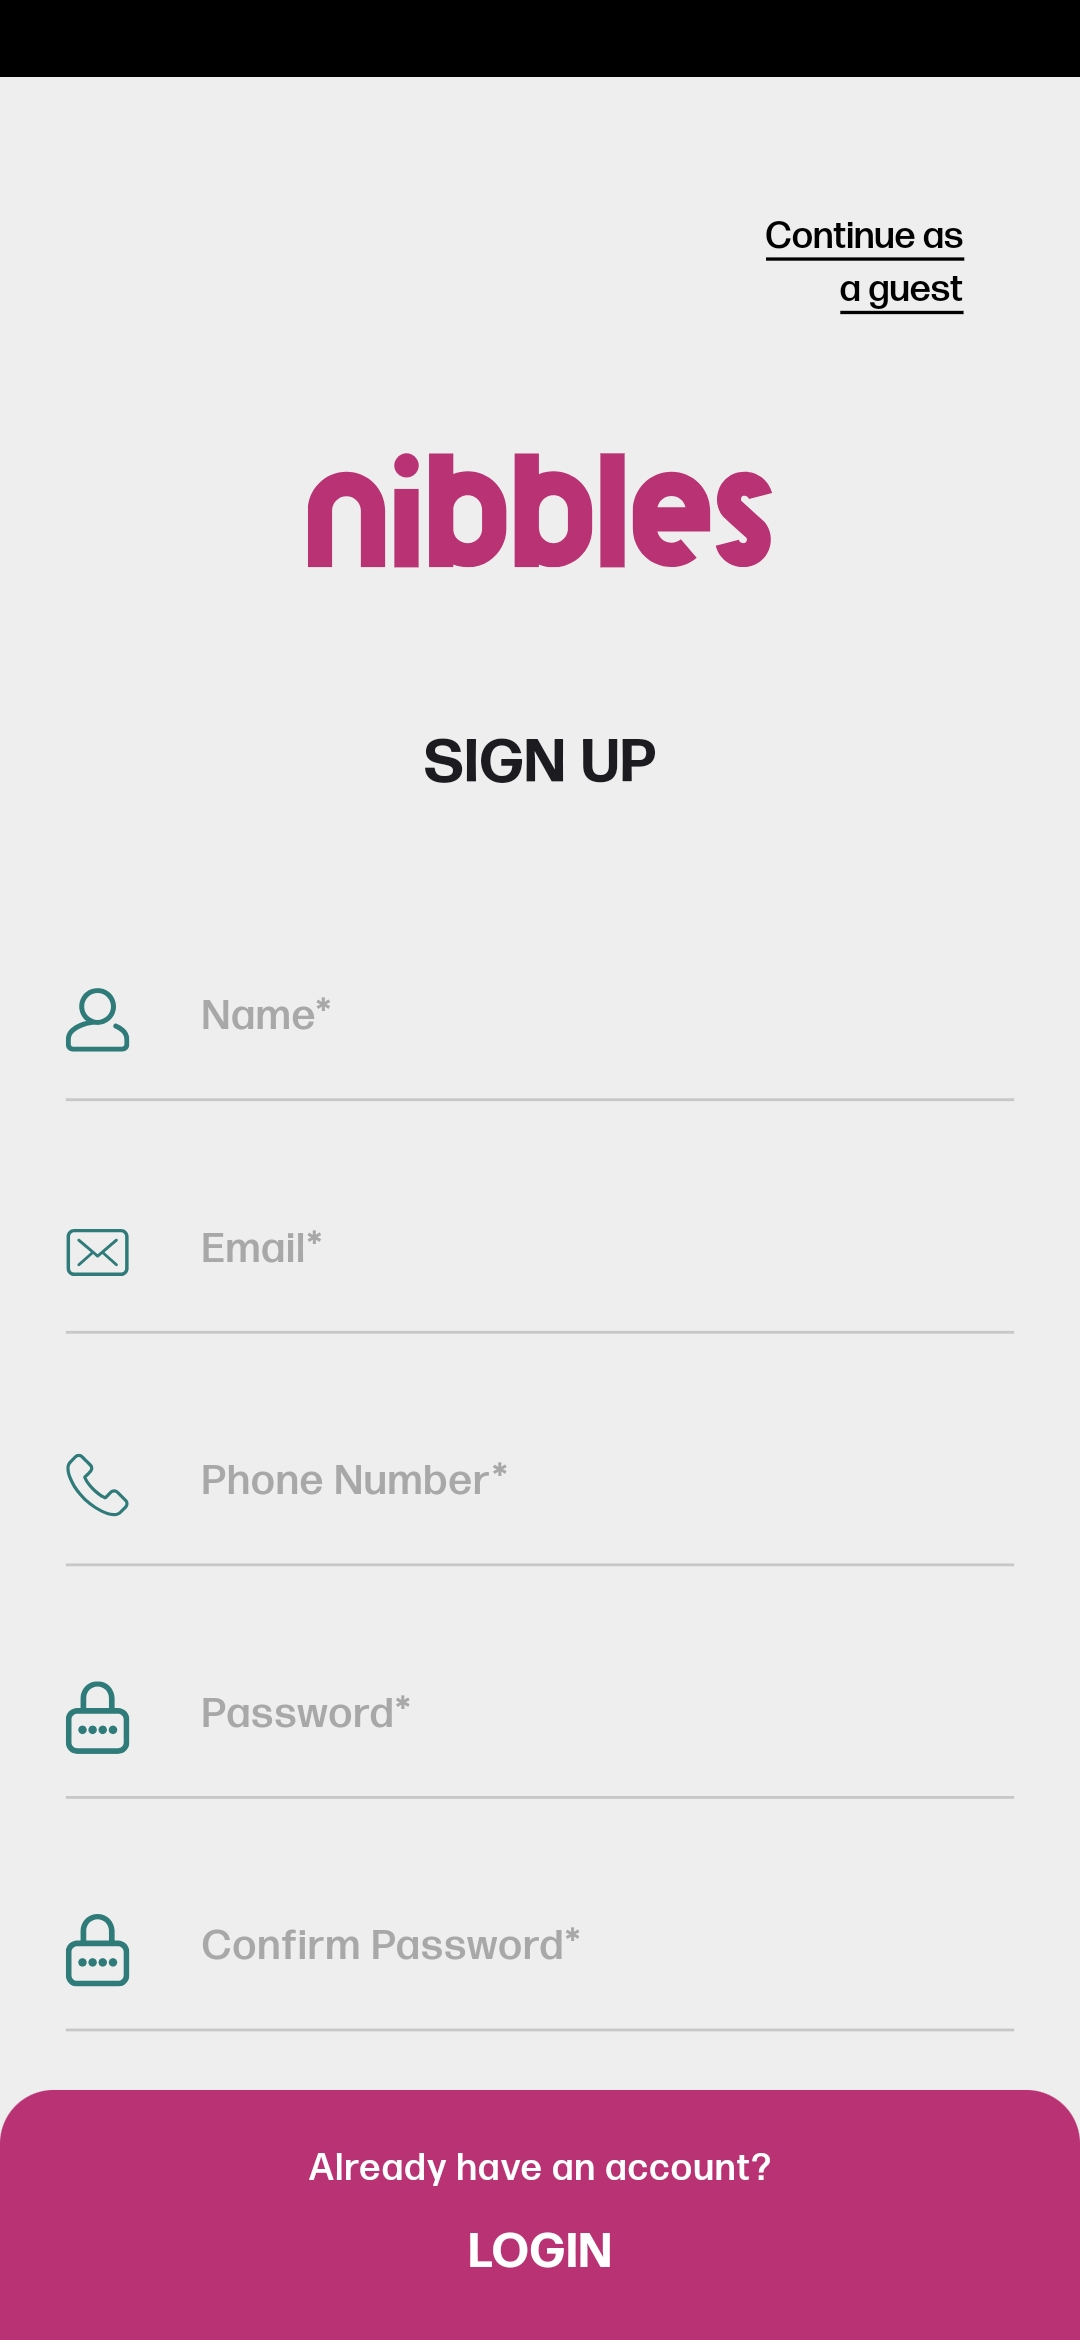 Continue as
a guest
nibbles
SIGN UP
Name*
Email*
Phone Number*
Password*
Confirm Password*
Already have an account?
LOGIN